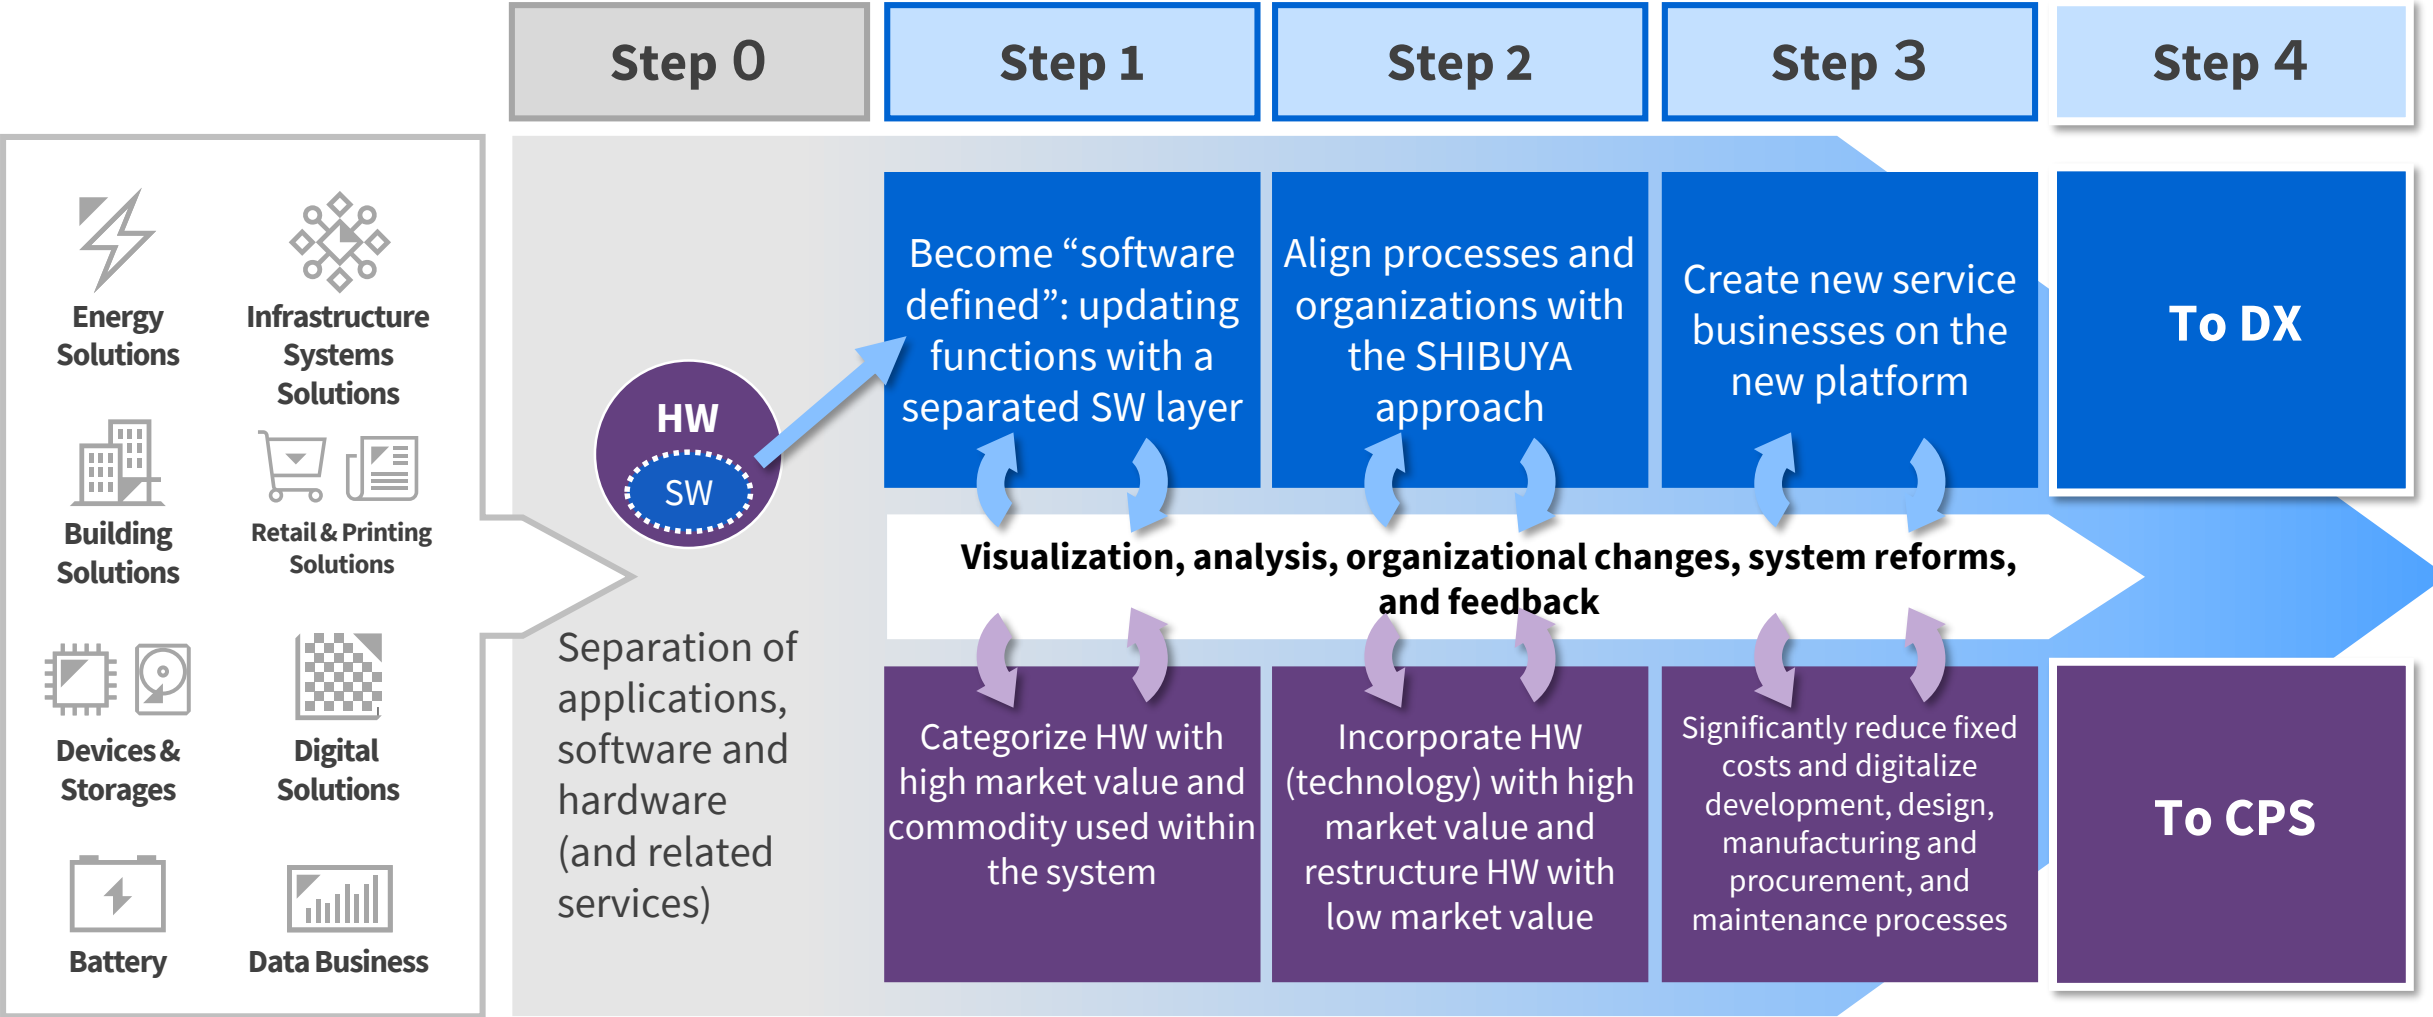 Step 0
Step 1
Step 2
Step 3
Step 4
Energy
Solutions
Infrastructure
Systems
Solutions
Building
Solutions
Retail & Printing
Solutions
Devices &
Storages
Digital
Solutions
Battery
Data Business
HW
SW
Separation of
applications,
software and
hardware
(and related
services)
Become “software
defined”: updating
functions with a
separated SW layer
Align processes and
organizations with
the SHIBUYA
approach
Create new service
businesses on the
new platform
To DX
Visualization, analysis, organizational changes, system reforms,
and feedback
Categorize HW with
high market value and
commodity used within
the system
Incorporate HW
(technology) with high
market value and
restructure HW with
low market value
Significantly reduce fixed
costs and digitalize
development, design,
manufacturing and
procurement, and
maintenance processes
To CPS